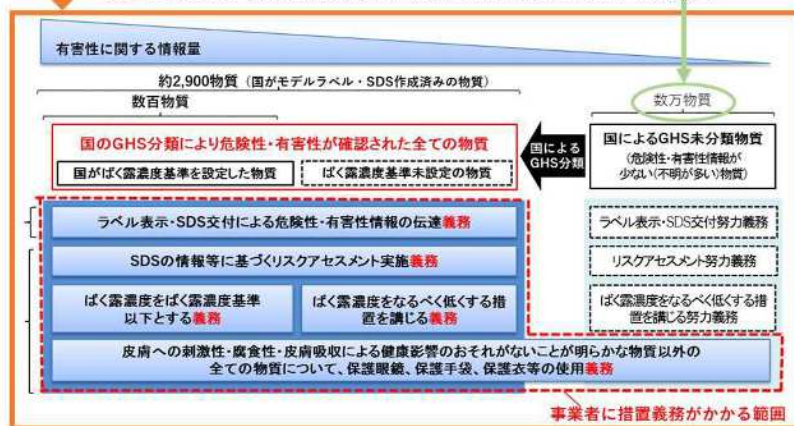 有害性に関する情報量
約2,900物質（国がモデルラベル・SDS作成済みの物質）
数百物質
数万物質
国のGHS分類により危険性・有害性が確認された全ての物質
国がばく露濃度基準を設定した物質
ばく露濃度基準未設定の物質
国による
GHS分類
国によるGHS未分類物質
(危険性・有害性情報が
少ない(不明が多い)物質)
ラベル表示・SDS交付による危険性・有害性情報の伝達義務
ラベル表示・SDS交付努力義務
SDSの情報等に基づくリスクアセスメント実施義務
リスクアセスメント努力義務
ばく露濃度をばく露濃度基準
以下とする義務
ばく露濃度をなるべく低くする措
置を講じる義務
ばく露濃度をなるべく低くする措
置を講じる努力義務
皮膚への刺激性・腐食性・皮膚吸収による健康影響のおそれがないことが明らかな物質以外の
全ての物質について、保護眼鏡、保護手袋、保護衣等の使用義務
事業者に措置義務がかかる範囲